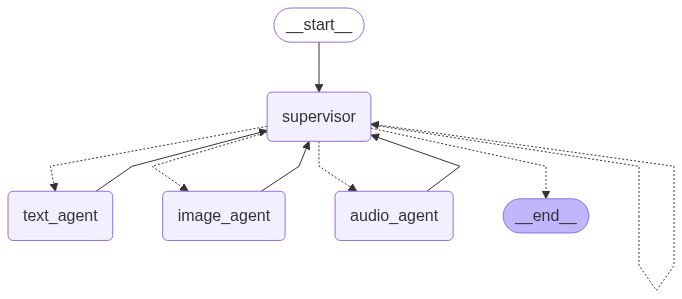 __start__
supervisor
text_agent
image_agent
audio_agent
__end__